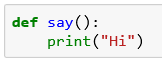 def say():
    print("Hi")